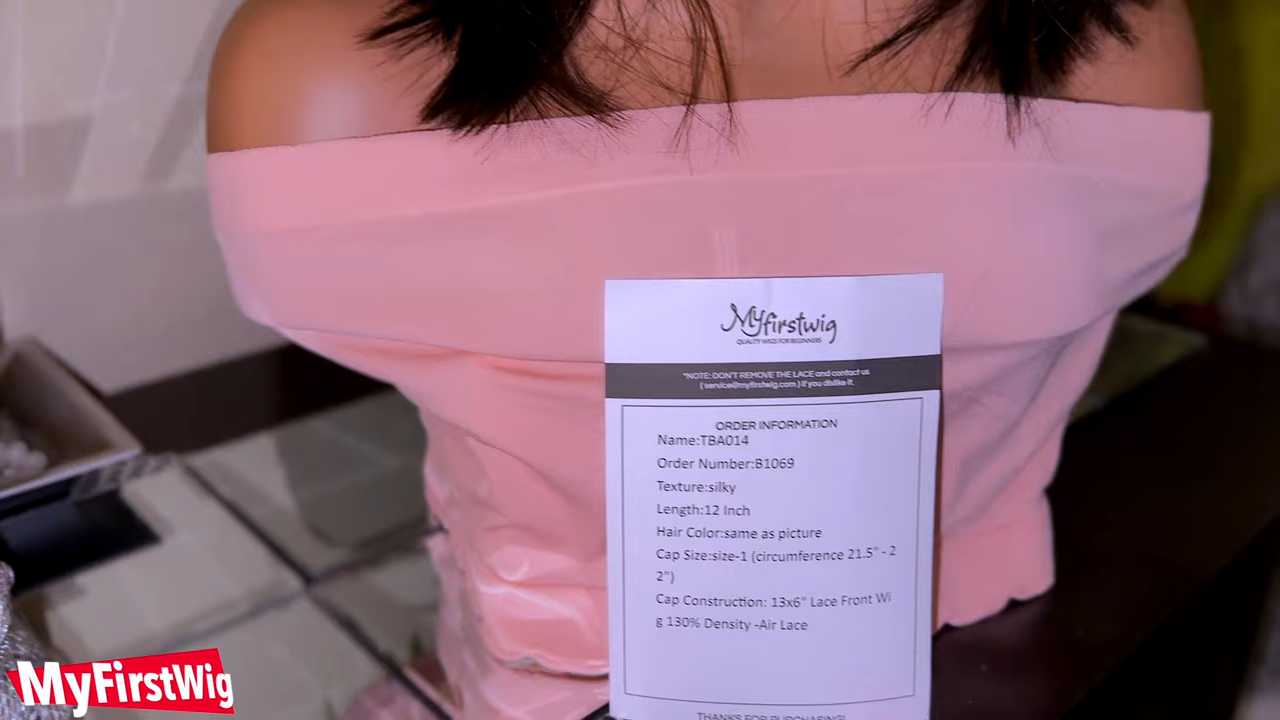 Myfirstwig
QUALITY WIGS FOR BEGINNERS
*NOTE: DON'T REMOVE THE LACE and contact us
( service@myfirstwig.com ) if you dislike it.
ORDER INFORMATION
Name:TBA014
Order Number:B1069
Texture:silky
Length:12 Inch
Hair Color:same as picture
Cap Size:size-1 (circumference 21.5" - 2
2")
Cap Construction: 13x6" Lace Front Wi
g 130% Density -Air Lace
THANKS FOR PURCHASING!
MyFirstWig